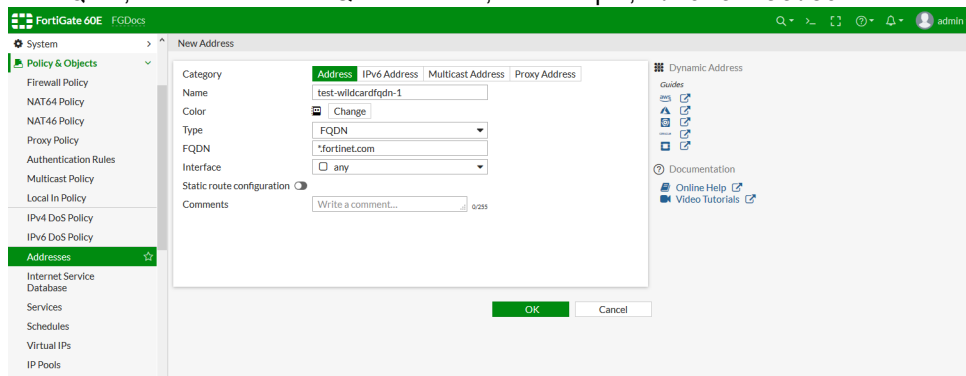 FortiGate 60E FGDocs
admin
System
Policy & Objects
Firewall Policy
NAT64 Policy
NAT46 Policy
Proxy Policy
Authentication Rules
Multicast Policy
Local In Policy
IPv4 DoS Policy
IPv6 DoS Policy
Addresses
Internet Service
Database
Services
Schedules
Virtual IPs
IP Pools
New Address
Category Address IPv6 Address Multicast Address Proxy Address
Name test-wildcardfqdn-1
Color Change
Type FQDN
FQDN *.fortinet.com
Interface any
Static route configuration
Comments Write a comment... 0/255
OK Cancel
Dynamic Address
Guides
aws
Documentation
Online Help
Video Tutorials